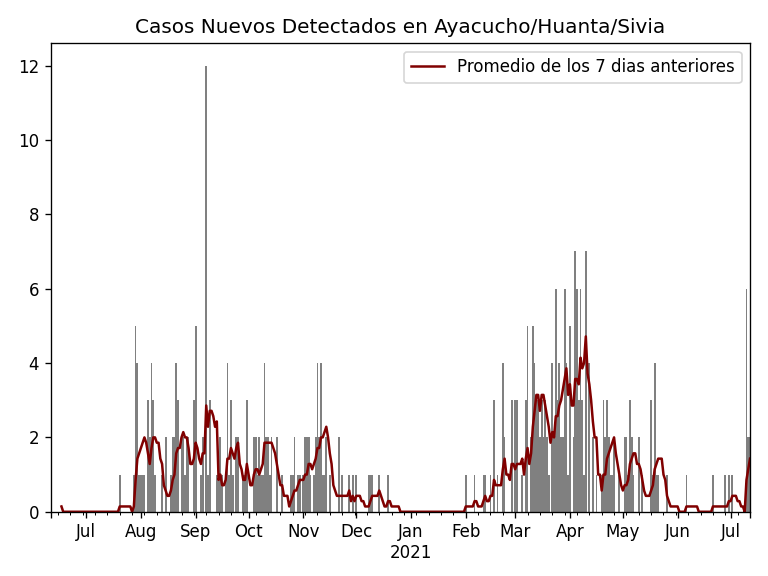 Casos Nuevos Detectados en Ayacucho/Huanta/Sivia
Promedio de los 7 dias anteriores
12
10
8
6
4
2
0
Jul Aug Sep Oct Nov Dec Jan Feb Mar Apr May Jun Jul
2021